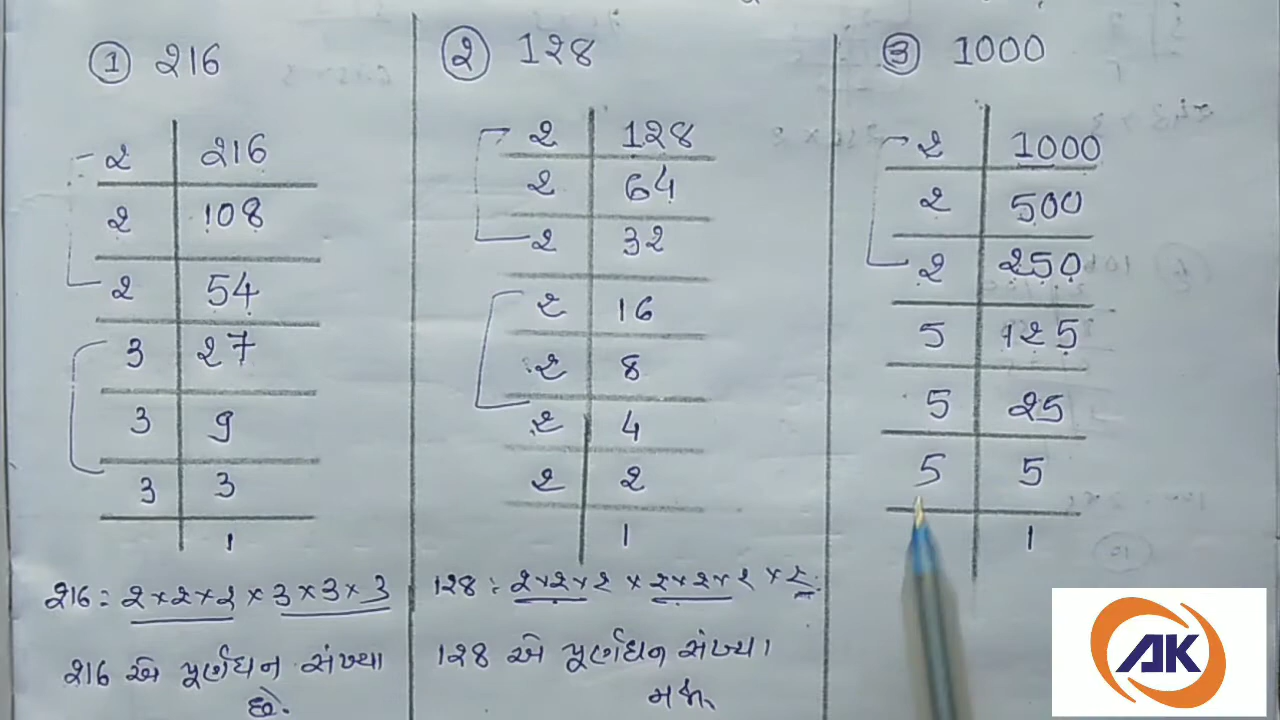 ① 216
2 | 216
2 | 108
2 | 54
3 | 27
3 | 9
3 | 3
1
216 = 2 × 2 × 2 × 3 × 3 × 3
216 એ પૂર્ણઘન સંખ્યા
છે.
② 128
2 | 128
2 | 64
2 | 32
2 | 16
2 | 8
2 | 4
2 | 2
1
128 = 2 × 2 × 2 × 2 × 2 × 2 × 2
128 એ પૂર્ણઘન સંખ્યા
નથી.
③ 1000
2 | 1000
2 | 500
2 | 250
5 | 125
5 | 25
5 | 5
1
AK